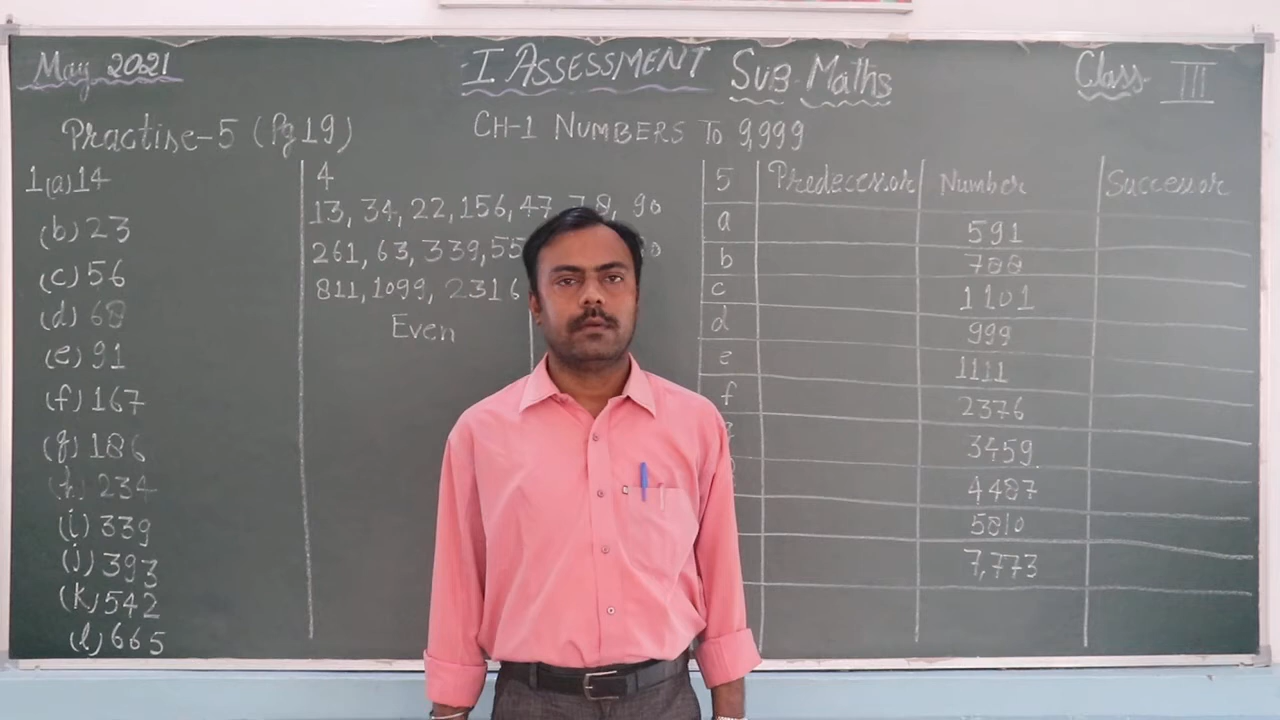 May 2021 I ASSESSMENT SUB-Maths Class III
Practise-5 (Pg 19) CH-1 NUMBERS TO 9,999
1(a) 14
(b) 23
(c) 56
(d) 68
(e) 91
(f) 167
(g) 186
(h) 234
(i) 339
(j) 393
(k) 542
(l) 665
4
13, 34, 22, 156, 47, 78, 90
261, 63, 339, 55
811, 1099, 2316
Even
5 Predecessor Number Successor
a 591
b 788
c 1101
d 999
e 1111
f 2376
3459
4487
5810
7,773